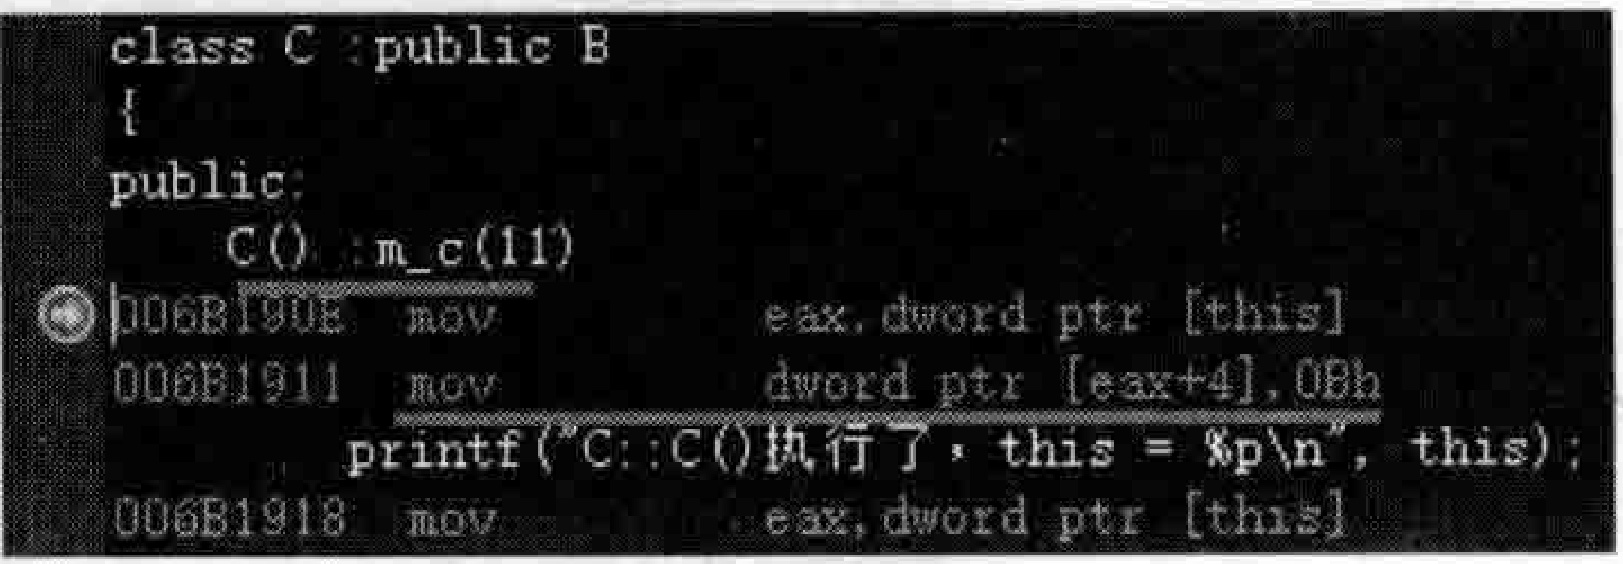 class C :public B
{
public:
C() :m_c(11)
006B190E mov eax,dword ptr [this]
006B1911 mov dword ptr [eax+4],0Bh
printf("C::C()执行了,this = %p\n", this);
006B1918 mov eax,dword ptr [this]